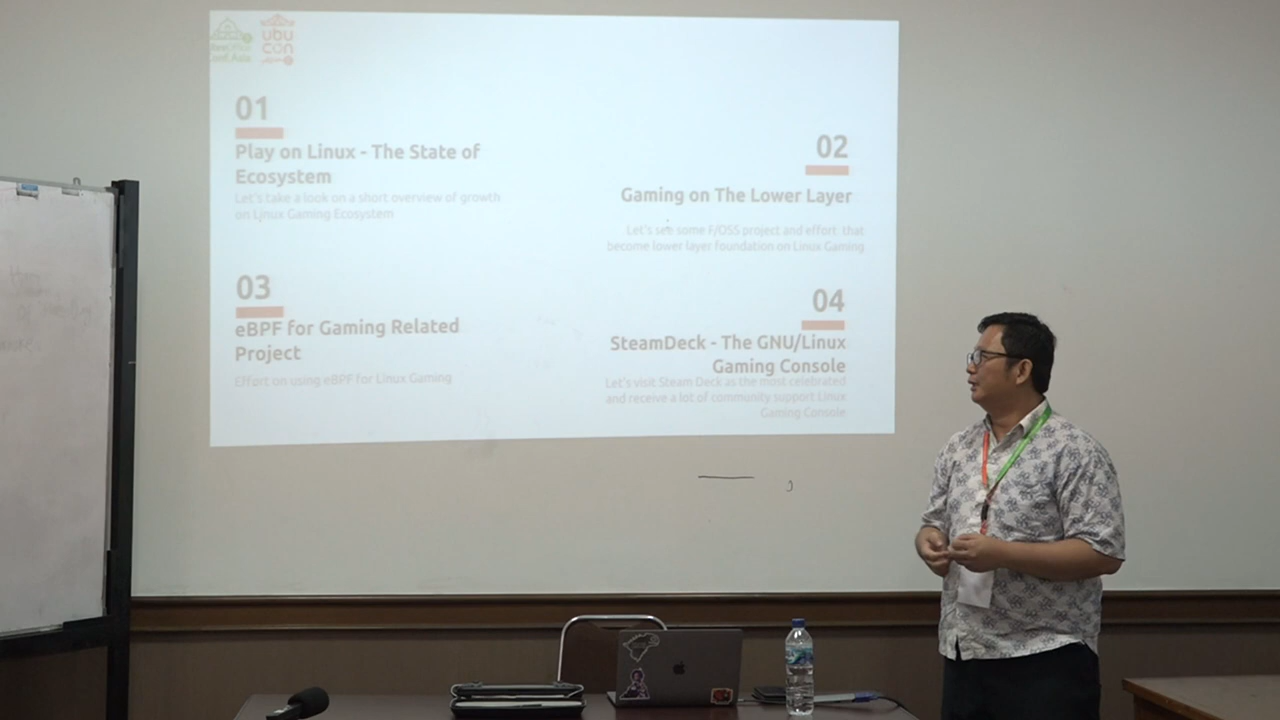 ubu
con
01
Play on Linux - The State of
Ecosystem
Let's take a look on a short overview of growth
on Linux Gaming Ecosystem
02
Gaming on The Lower Layer
Let's see some F/OSS project and effort that
become lower layer foundation on Linux Gaming
03
eBPF for Gaming Related
Project
Effort on using eBPF for Linux Gaming
04
SteamDeck - The GNU/Linux
Gaming Console
Let's visit Steam Deck as the most celebrated
and receive a lot of community support Linux
Gaming Console